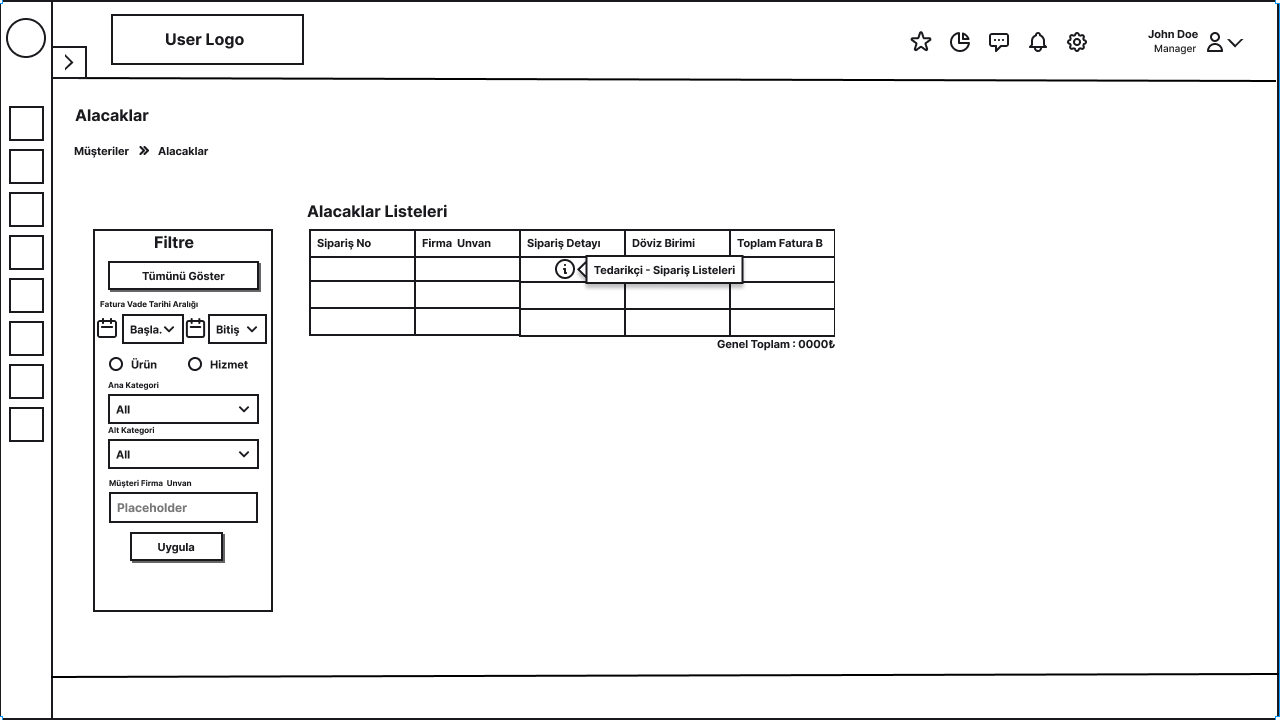 User Logo
John Doe
Manager
Alacaklar
Müşteriler Alacaklar
Alacaklar Listeleri
Filtre
Tümünü Göster
Fatura Vade Tarihi Aralığı
Başla. Bitiş
Ürün Hizmet
Ana Kategori
All
Alt Kategori
All
Müşteri Firma Unvan
Placeholder
Uygula
Sipariş No Firma Unvan Sipariş Detayı Döviz Birimi Toplam Fatura B
Tedarikçi - Sipariş Listeleri
Genel Toplam : 0000₺